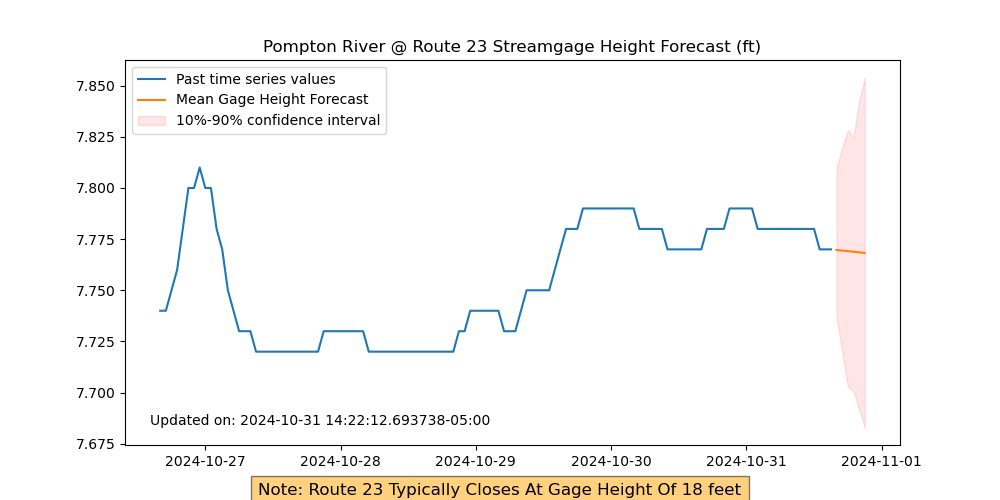 Pompton River @ Route 23 Streamgage Height Forecast (ft)
Past time series values
Mean Gage Height Forecast
10%-90% confidence interval
7.850
7.825
7.800
7.775
7.750
7.725
7.700
7.675
Updated on: 2024-10-31 14:22:12.693738-05:00
2024-10-27
2024-10-28
2024-10-29
2024-10-30
2024-10-31
2024-11-01
Note: Route 23 Typically Closes At Gage Height Of 18 feet